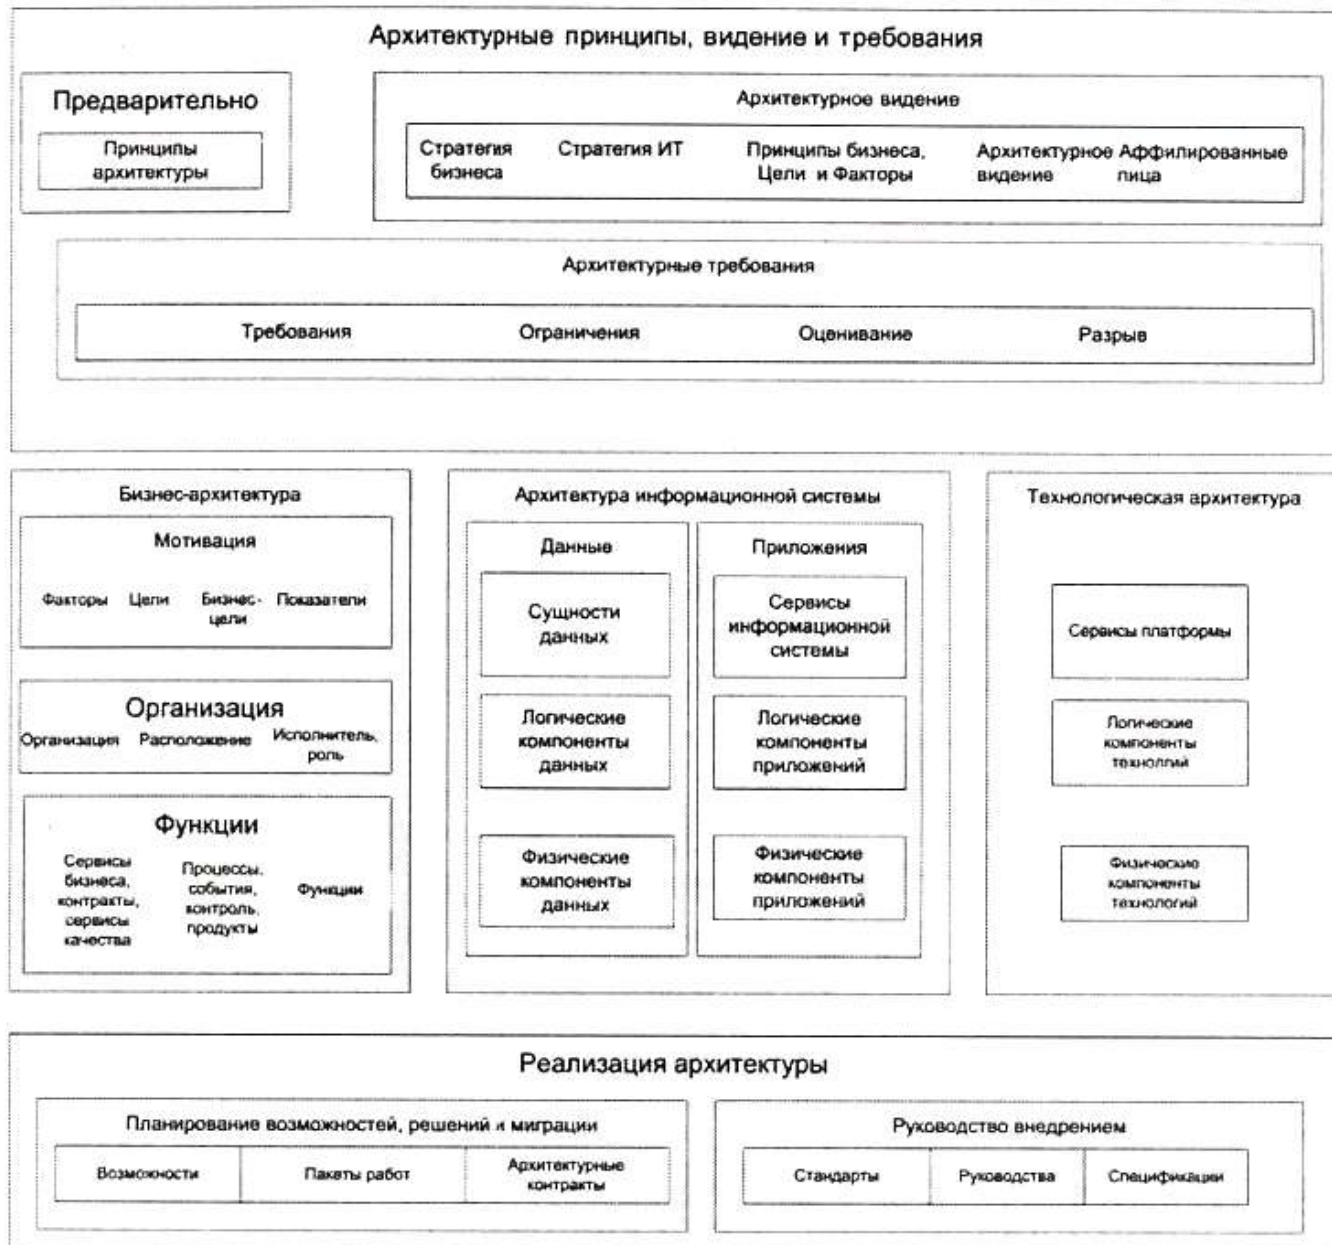 Архитектурные принципы, видение и требования
Предварительно
Принципы
архитектуры
Архитектурное видение
Стратегия
бизнеса
Стратегия ИТ
Принципы бизнеса,
Цели и Факторы
Архитектурное
видение
Аффилированные
лица
Архитектурные требования
Требования
Ограничения
Оценивание
Разрыв
Бизнес-архитектура
Мотивация
Факторы
Цели
Бизнес-
цели
Показатели
Организация
Организация
Расположение
Исполнитель,
роль
Функции
Сервисы
бизнеса,
контракты,
сервисы
качества
Процессы,
события,
контроль,
продукты
Функции
Архитектура информационной системы
Данные
Сущности
данных
Логические
компоненты
данных
Физические
компоненты
данных
Приложения
Сервисы
информационной
системы
Логические
компоненты
приложений
Физические
компоненты
приложений
Технологическая архитектура
Сервисы платформы
Логические
компоненты
технолгий
Физические
компоненты
технологий
Реализация архитектуры
Планирование возможностей, решений и миграции
Возможности
Пакеты работ
Архитектурные
контракты
Руководство внедрением
Стандарты
Руководства
Спецификации